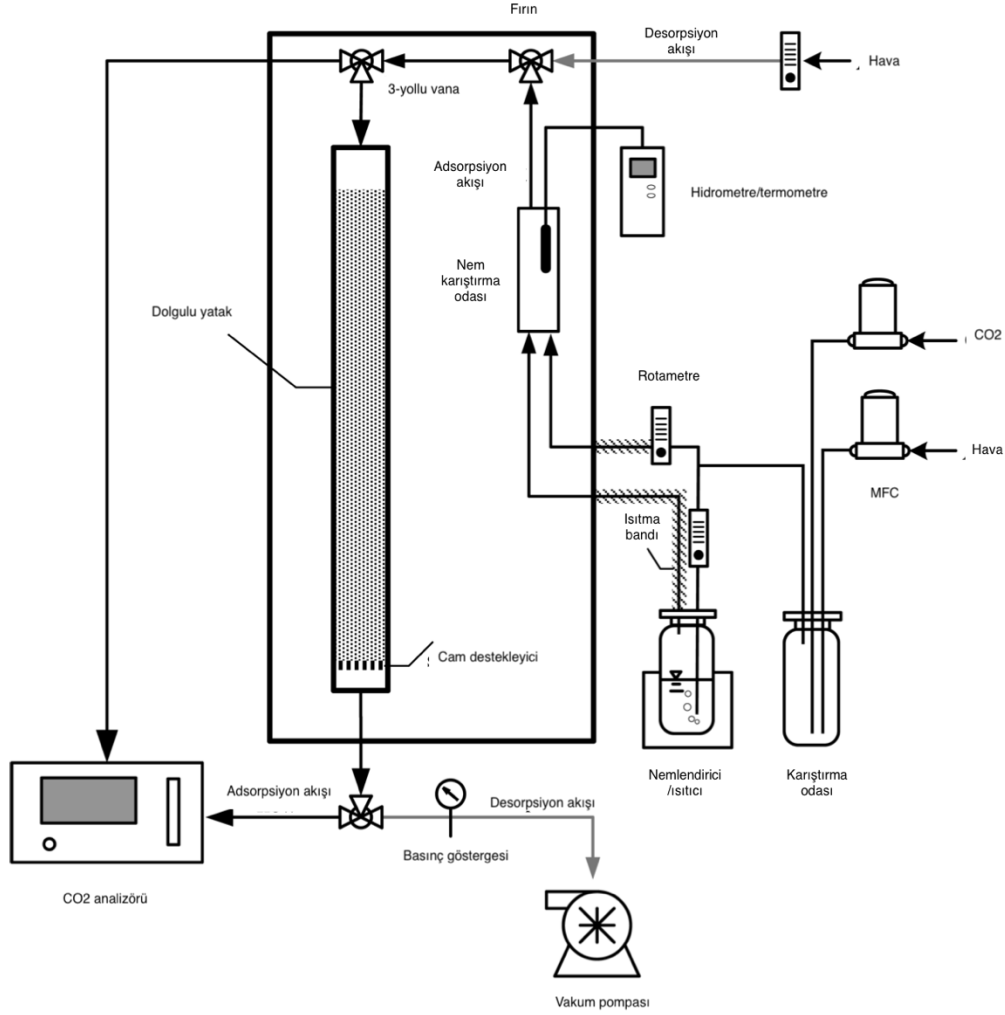 Fırın
Desorpsiyon
akışı
Hava
3-yollu vana
Adsorpsiyon
akışı
Hidrometre/termometre
Nem
karıştırma
odası
Dolgulu yatak
CO2
Rotametre
Hava
MFC
Isıtma
bandı
Cam destekleyici
Nemlendirici
/ısıtıcı
Karıştırma
odası
Adsorpsiyon akışı
Desorpsiyon akışı
Basınç göstergesi
CO2 analizörü
Vakum pompası